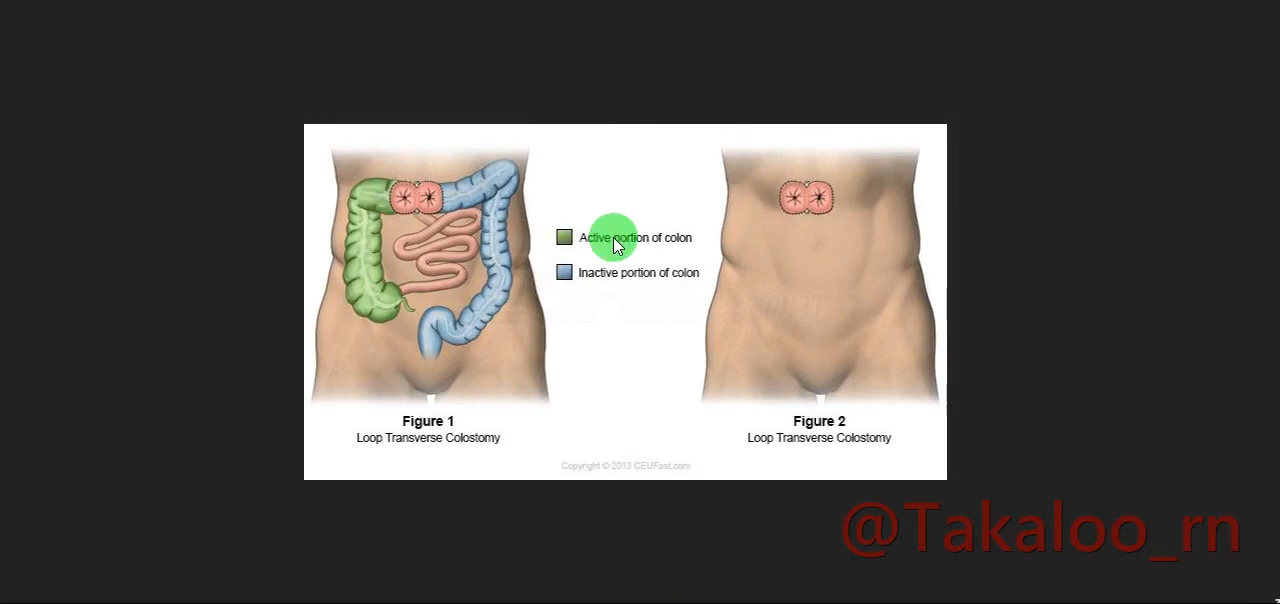 Active portion of colon
Inactive portion of colon
Figure 1
Loop Transverse Colostomy
Figure 2
Loop Transverse Colostomy
Copyright © 2013 CEUFast.com
@Takaloo_rn